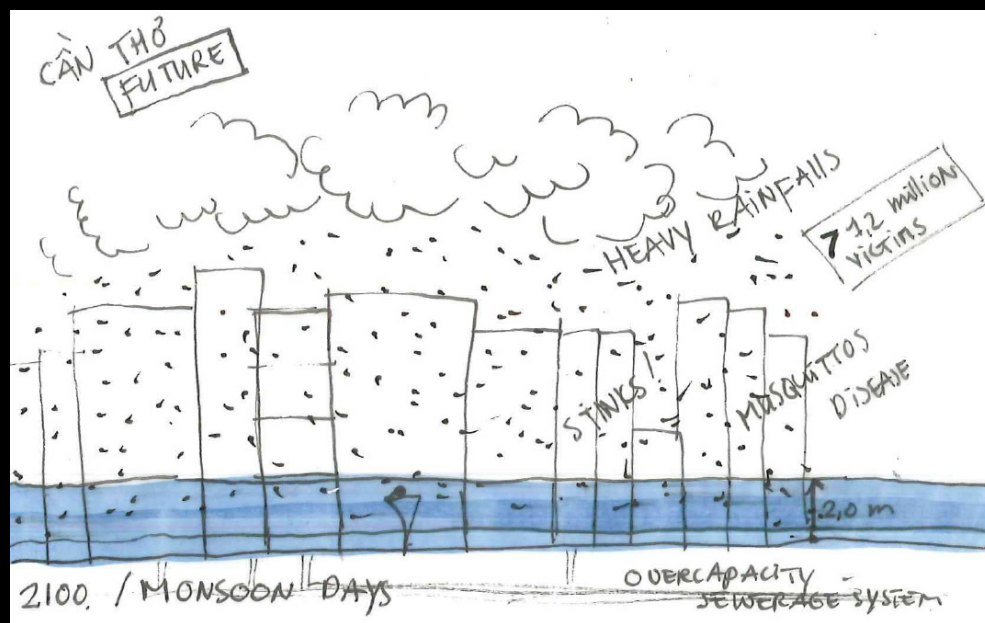 CẦN THƠ
FUTURE
HEAVY RAINFALLS
7 1,2 million
victims
STINKS!
MOSQUITTOS
DISEASE
2,0 m
2100. / MONSOON DAYS
OVERCAPACITY
SEWERAGE SYSTEM